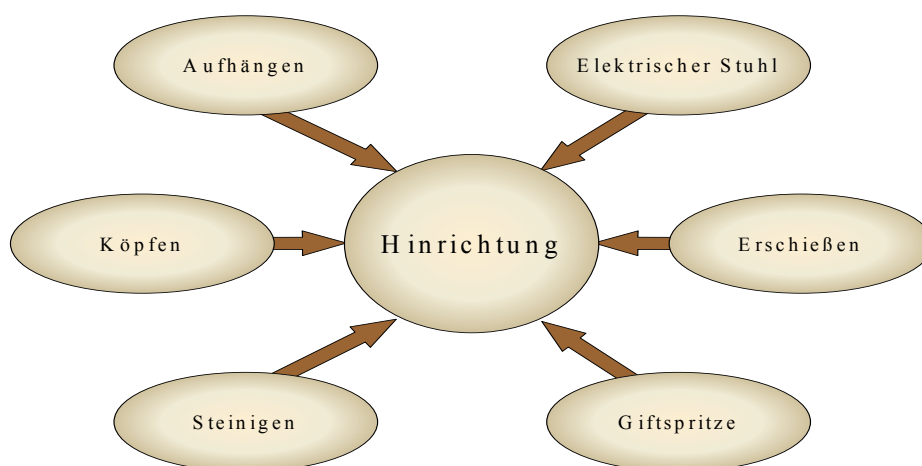 Aufhängen
Elektrischer Stuhl
Köpfen
Hinrichtung
Erschießen
Steinigen
Giftspritze